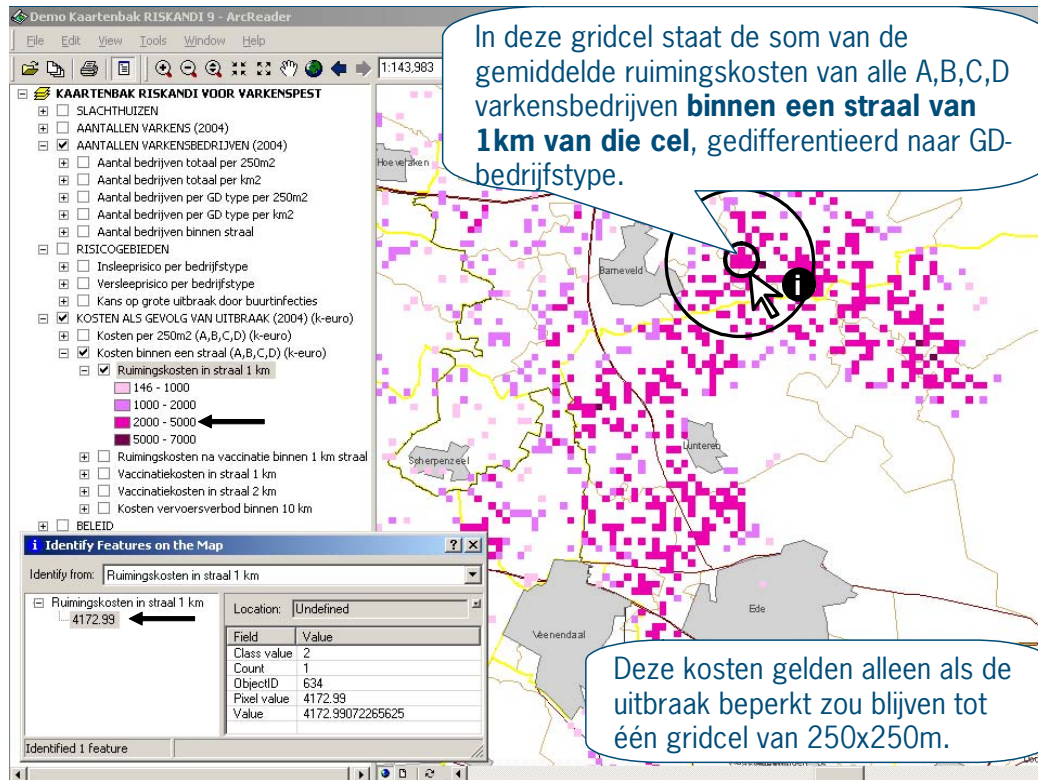 Demo Kaartenbak RISKANDI 9 - ArcReader
File Edit View Tools Window Help
1:143,983
In deze gridcel staat de som van de
gemiddelde ruimingskosten van alle A,B,C,D
varkensbedrijven binnen een straal van
1km van die cel, gedifferentieerd naar GD-
bedrijfstype.
KAARTENBAK RISKANDI VOOR VARKENSPEST
SLACHTHUIZEN
AANTALLEN VARKENS (2004)
AANTALLEN VARKENSBEDRIJVEN (2004)
Aantal bedrijven totaal per 250m2
Aantal bedrijven totaal per km2
Aantal bedrijven per GD type per 250m2
Aantal bedrijven per GD type per km2
Aantal bedrijven binnen straal
RISICOGEBIEDEN
Insleeprisico per bedrijfstype
Versleeprisico per bedrijfstype
Kans op grote uitbraak door buurtinfecties
KOSTEN ALS GEVOLG VAN UITBRAAK (2004) (k-euro)
Kosten per 250m2 (A,B,C,D) (k-euro)
Kosten binnen een straal (A,B,C,D) (k-euro)
Ruimingskosten in straal 1 km
146 - 1000
1000 - 2000
2000 - 5000
5000 - 7000
Ruimingskosten na vaccinatie binnen 1 km straal
Vaccinatiekosten in straal 1 km
Vaccinatiekosten in straal 2 km
Kosten vervoersverbod binnen 10 km
BELEID
Hoevelaken
Barneveld
Lunteren
Scherpenzeel
Veenendaal
Ede
i Identify Features on the Map
Identify from: Ruimingskosten in straal 1 km
Ruimingskosten in straal 1 km
4172.99
Location: Undefined
Field Value
Class value 2
Count 1
ObjectID 634
Pixel value 4172.99
Value 4172.99072265625
Identified 1 feature
Deze kosten gelden alleen als de
uitbraak beperkt zou blijven tot
één gridcel van 250x250m.